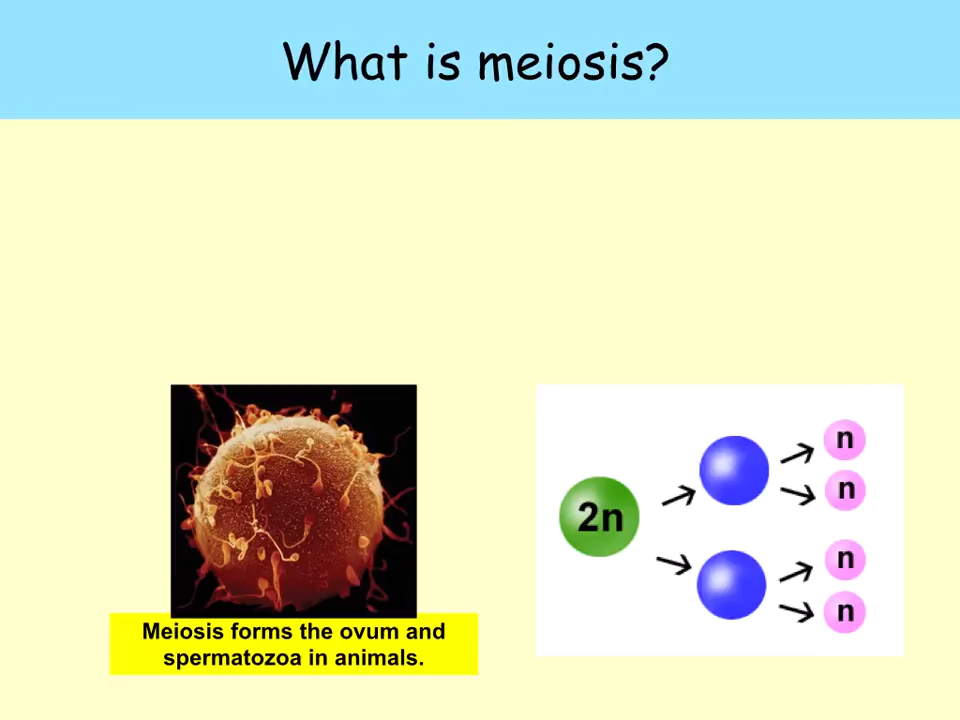 What is meiosis?
n
n
2n
n
n
Meiosis forms the ovum and
spermatozoa in animals.